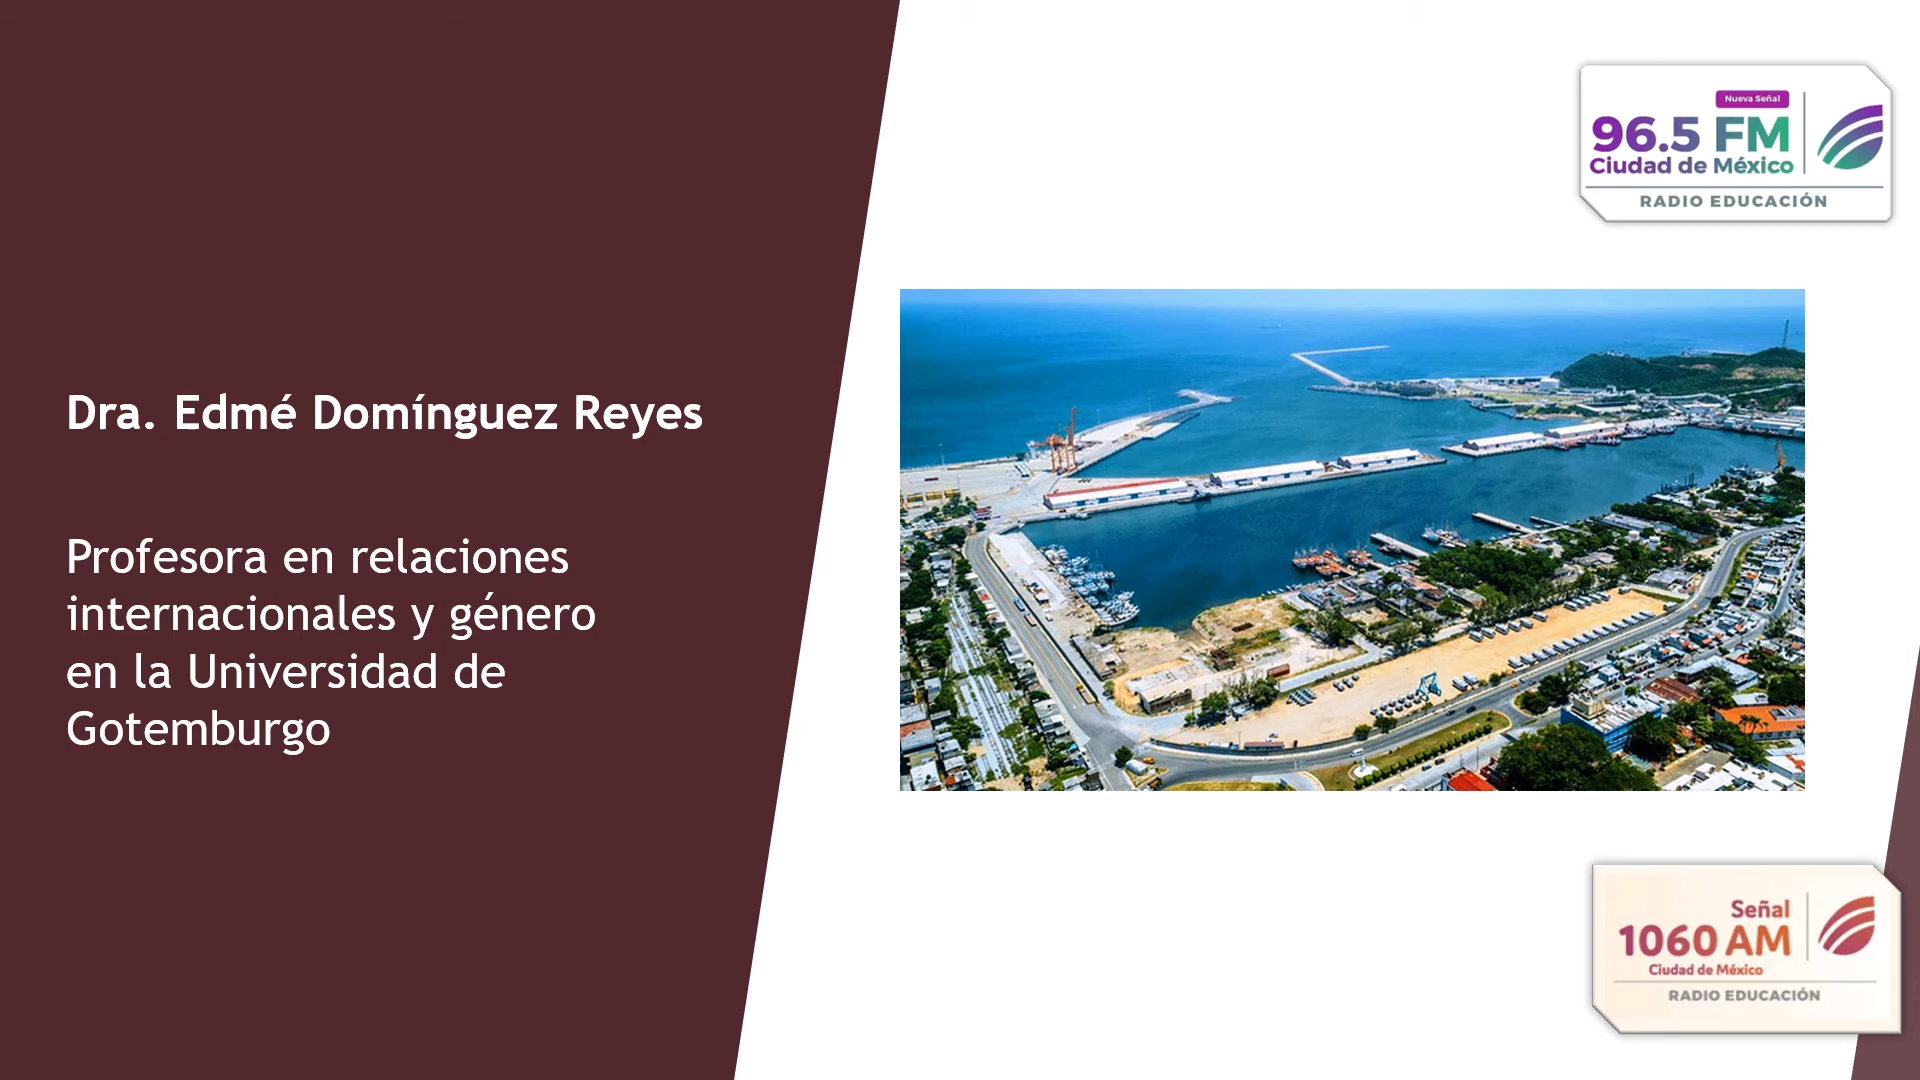 Dra. Edmé Domínguez Reyes
Profesora en relaciones
internacionales y género
en la Universidad de
Gotemburgo
Nueva Señal
96.5 FM
Ciudad de México
RADIO EDUCACIÓN
Señal
1060 AM
Ciudad de México
RADIO EDUCACIÓN